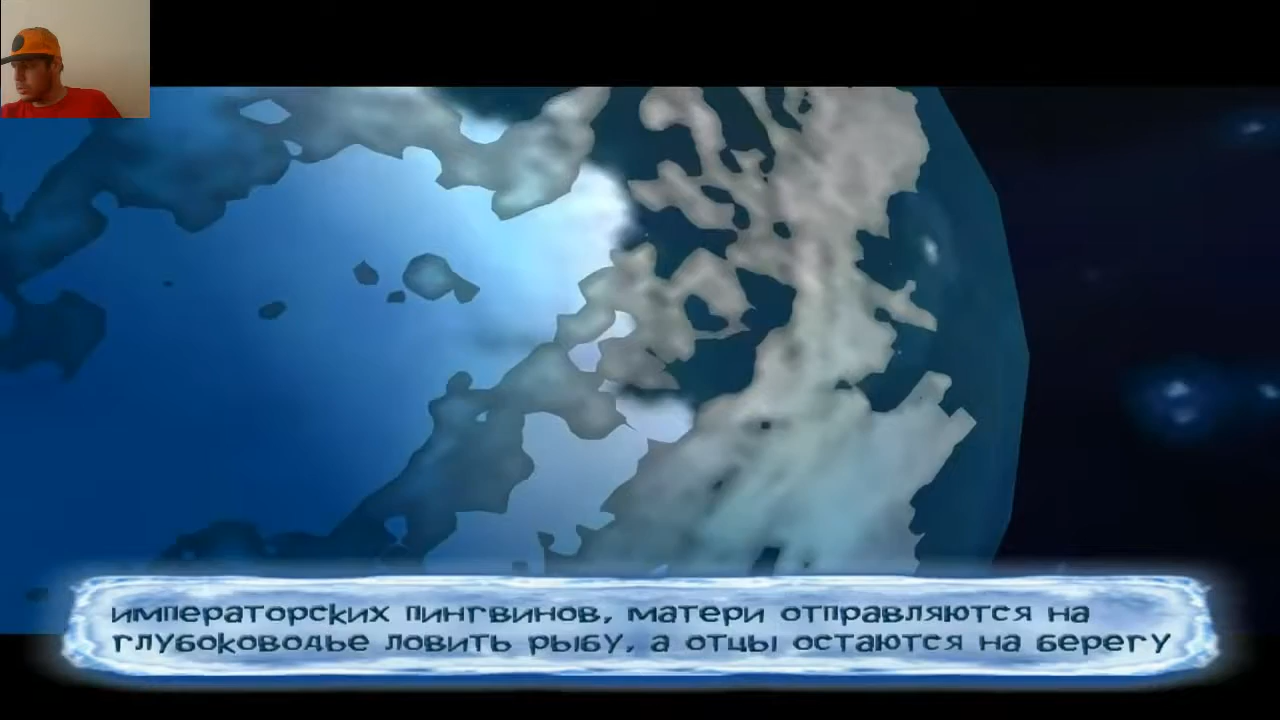 императорских пингвинов, матери отправляются на
глубоководье ловить рыбу, а отцы остаются на берегу